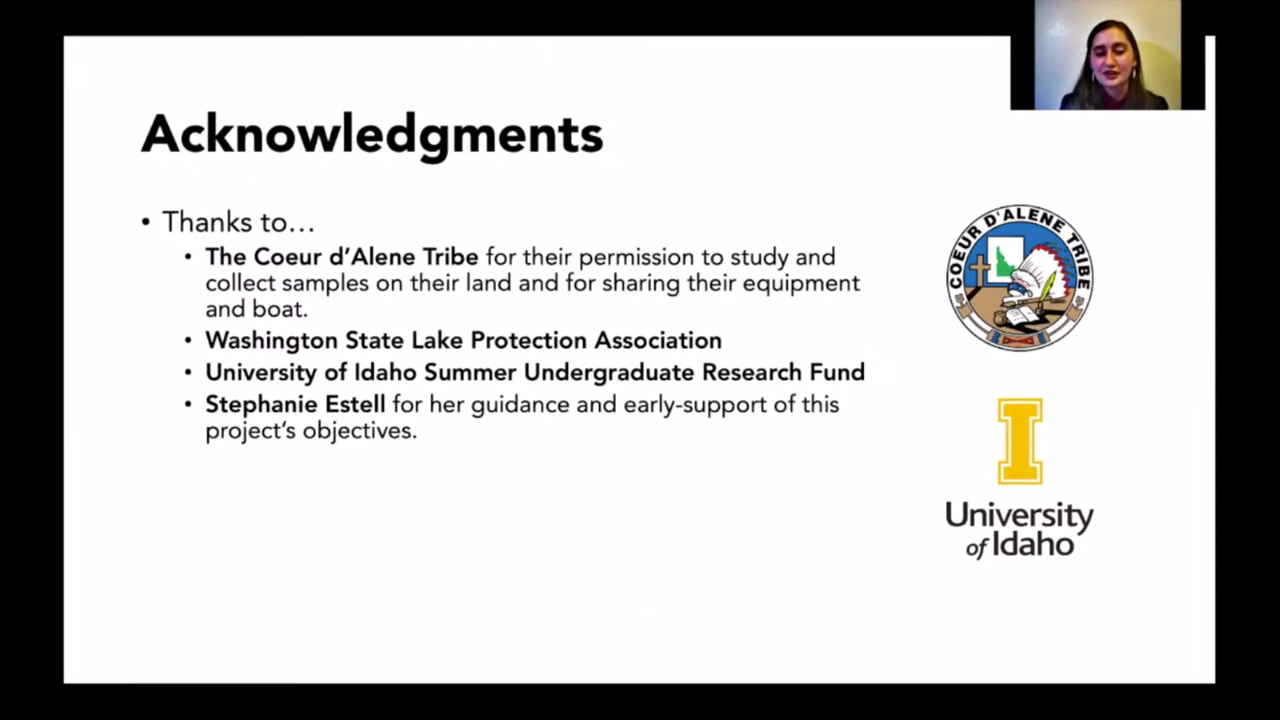 Acknowledgments
• Thanks to...
• The Coeur d'Alene Tribe for their permission to study and
collect samples on their land and for sharing their equipment
and boat.
• Washington State Lake Protection Association
• University of Idaho Summer Undergraduate Research Fund
• Stephanie Estell for her guidance and early-support of this
project's objectives.
COEUR D'ALENE TRIBE
I
University
of Idaho